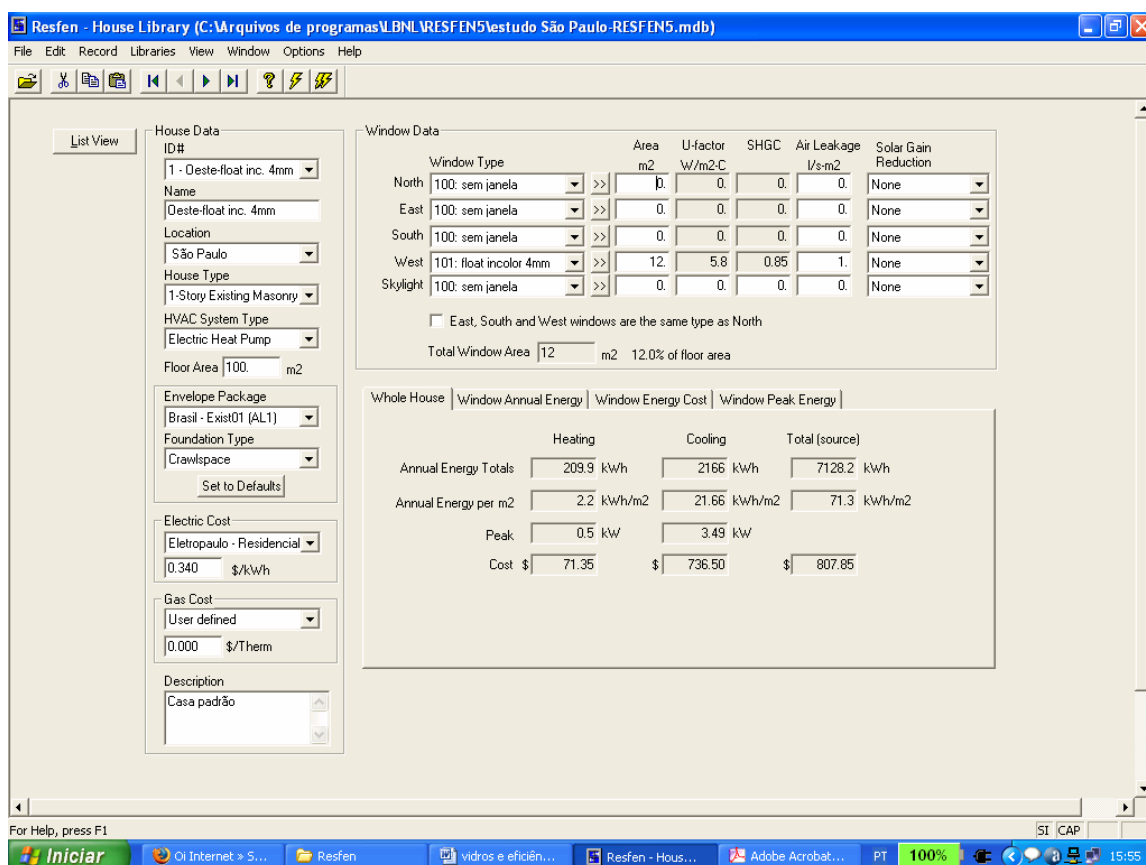 Resfen - House Library (C:\Arquivos de programas\LBNL\RESFEN5\estudo São Paulo-RESFEN5.mdb)
File Edit Record Libraries View Window Options Help
List View
House Data
ID#
1 - Oeste-float inc. 4mm
Name
Oeste-float inc. 4mm
Location
São Paulo
House Type
1-Story Existing Masonry
HVAC System Type
Electric Heat Pump
Floor Area 100. m2
Envelope Package
Brasil - Exist01 (AL1)
Foundation Type
Crawlspace
Set to Defaults
Electric Cost
Eletropaulo - Residencial
0.340 $/kWh
Gas Cost
User defined
0.000 $/Therm
Description
Casa padrão
Window Data
Area U-factor SHGC Air Leakage Solar Gain
Window Type m2 W/m2-C l/s-m2 Reduction
North 100: sem janela >> 0. 0. 0. 0. None
East 100: sem janela >> 0. 0. 0. 0. None
South 100: sem janela >> 0. 0. 0. 0. None
West 101: float incolor 4mm >> 12. 5.8 0.85 1. None
Skylight 100: sem janela >> 0. 0. 0. 0. None
East, South and West windows are the same type as North
Total Window Area 12 m2 12.0% of floor area
Whole House Window Annual Energy Window Energy Cost Window Peak Energy
Heating Cooling Total (source)
Annual Energy Totals 209.9 kWh 2166 kWh 7128.2 kWh
Annual Energy per m2 2.2 kWh/m2 21.66 kWh/m2 71.3 kWh/m2
Peak 0.5 kW 3.49 kW
Cost $ 71.35 $ 736.50 $ 807.85
For Help, press F1
SI CAP
Iniciar Oi Internet » S... Resfen vidros e eficiên... Resfen - Hous... Adobe Acrobat... PT 100% 15:53